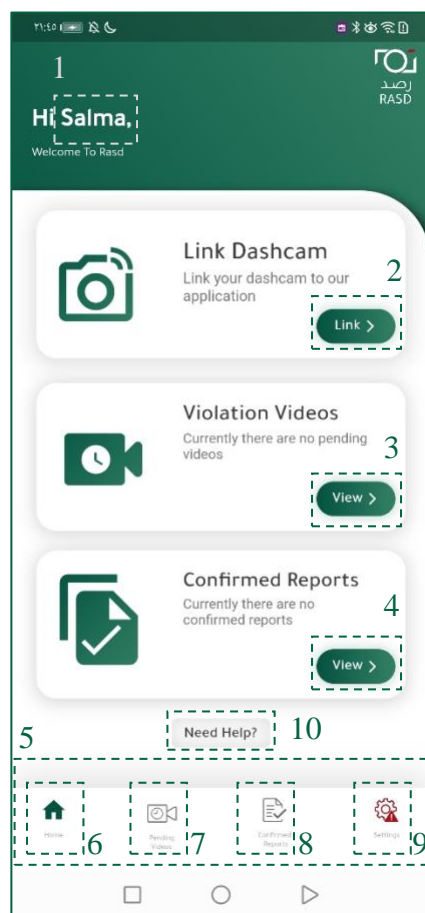 ٢١:٤٥
1
رصد
RASD
Hi Salma,
Welcome To Rasd
Link Dashcam
Link your dashcam to our
application
2
Link >
Violation Videos
Currently there are no pending
videos
3
View >
Confirmed Reports
Currently there are no
confirmed reports
4
View >
Need Help?
10
5
Home
6
Pending
Videos
7
Confirmed
Reports
8
Settings
9